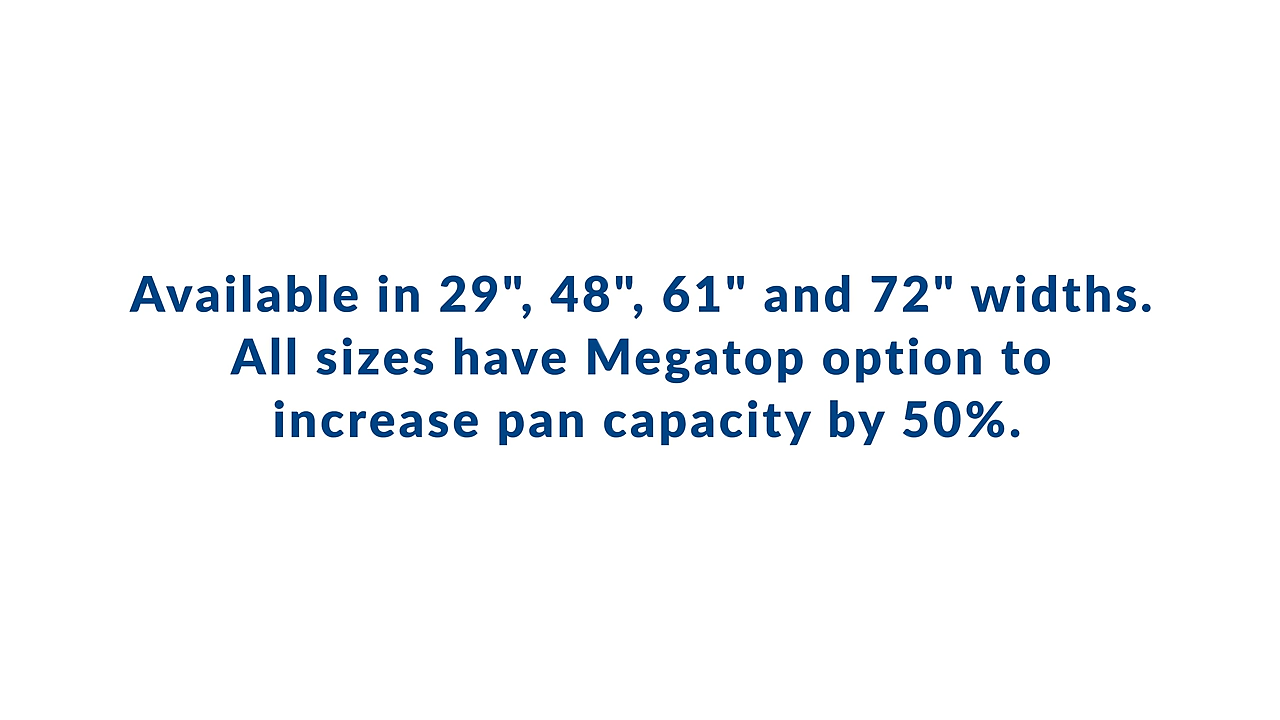 Available in 29", 48", 61" and 72" widths.
All sizes have Megatop option to
increase pan capacity by 50%.